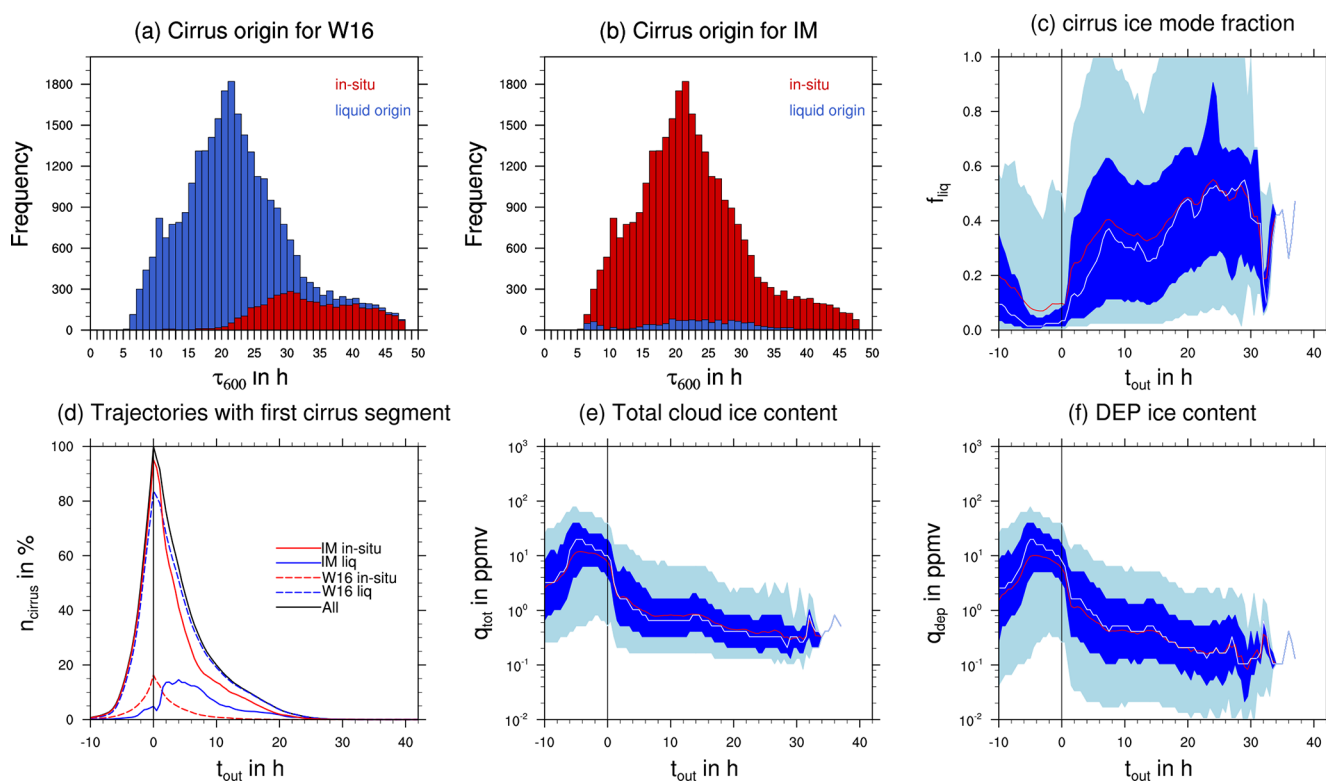 (a) Cirrus origin for W16
Frequency
1800
1500
1200
900
600
300
0
in-situ
liquid origin
0 5 10 15 20 25 30 35 40 45 50
τ600 in h
(b) Cirrus origin for IM
Frequency
1800
1500
1200
900
600
300
0
in-situ
liquid origin
0 5 10 15 20 25 30 35 40 45 50
τ600 in h
(c) cirrus ice mode fraction
fliq
1.0
0.8
0.6
0.4
0.2
0.0
-10 0 10 20 30 40
tout in h
(d) Trajectories with first cirrus segment
ncirrus in %
100
80
60
40
20
0
IM in-situ
IM liq
W16 in-situ
W16 liq
All
-10 0 10 20 30 40
tout in h
(e) Total cloud ice content
qtot in ppmv
10³
10²
10¹
10⁰
10⁻¹
10⁻²
-10 0 10 20 30 40
tout in h
(f) DEP ice content
qdep in ppmv
10³
10²
10¹
10⁰
10⁻¹
10⁻²
-10 0 10 20 30 40
tout in h